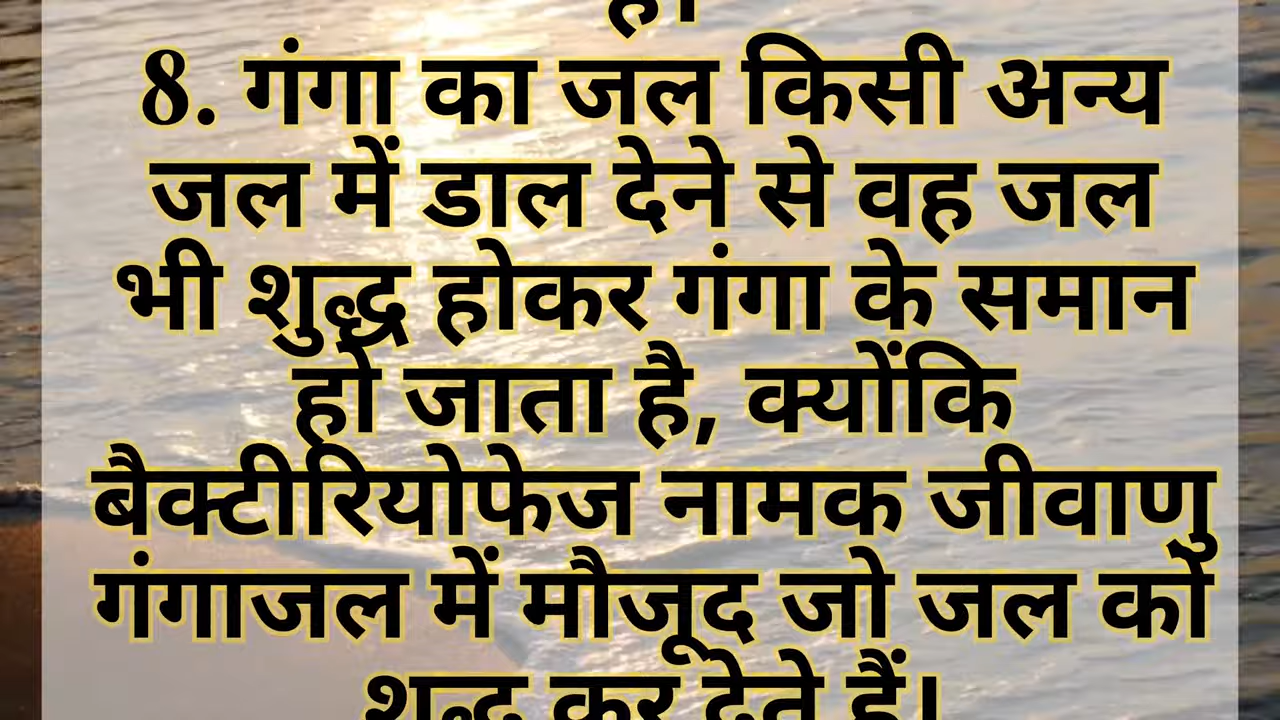 है।
8. गंगा का जल किसी अन्य
जल में डाल देने से वह जल
भी शुद्ध होकर गंगा के समान
हो जाता है, क्योंकि
बैक्टीरियोफेज नामक जीवाणु
गंगाजल में मौजूद जो जल को
शुद्ध कर देते हैं।